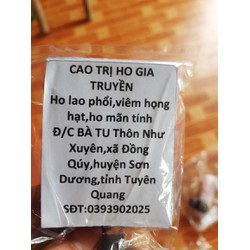 CAO TRỊ HO GIA
TRUYỀN
Ho lao phổi,viêm họng
hạt,ho mãn tính
Đ/C BÀ TU Thôn Như
Xuyên,xã Đồng
Qúy,huyện Sơn
Dương,tỉnh Tuyên
Quang
SĐT:0393902025